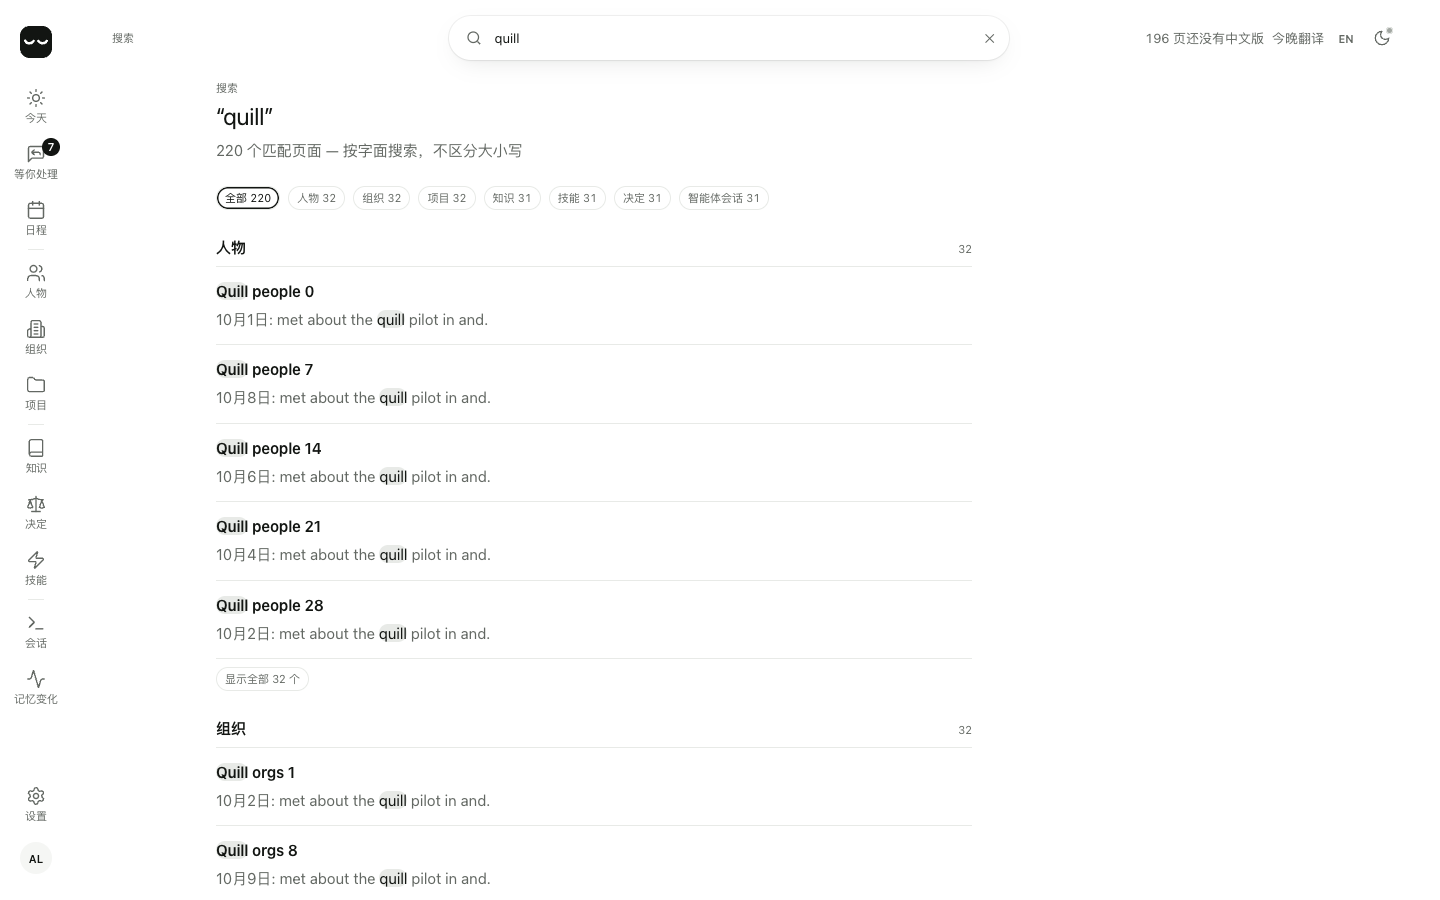 搜索
quill
196 页还没有中文版 今晚翻译 EN
今天
7
等你处理
日程
人物
组织
项目
知识
决定
技能
会话
记忆变化
设置
AL
搜索
“quill”
220 个匹配页面 — 按字面搜索，不区分大小写
全部 220 人物 32 组织 32 项目 32 知识 31 技能 31 决定 31 智能体会话 31
人物 32
Quill people 0
10月1日: met about the quill pilot in and.
Quill people 7
10月8日: met about the quill pilot in and.
Quill people 14
10月6日: met about the quill pilot in and.
Quill people 21
10月4日: met about the quill pilot in and.
Quill people 28
10月2日: met about the quill pilot in and.
显示全部 32 个
组织 32
Quill orgs 1
10月2日: met about the quill pilot in and.
Quill orgs 8
10月9日: met about the quill pilot in and.